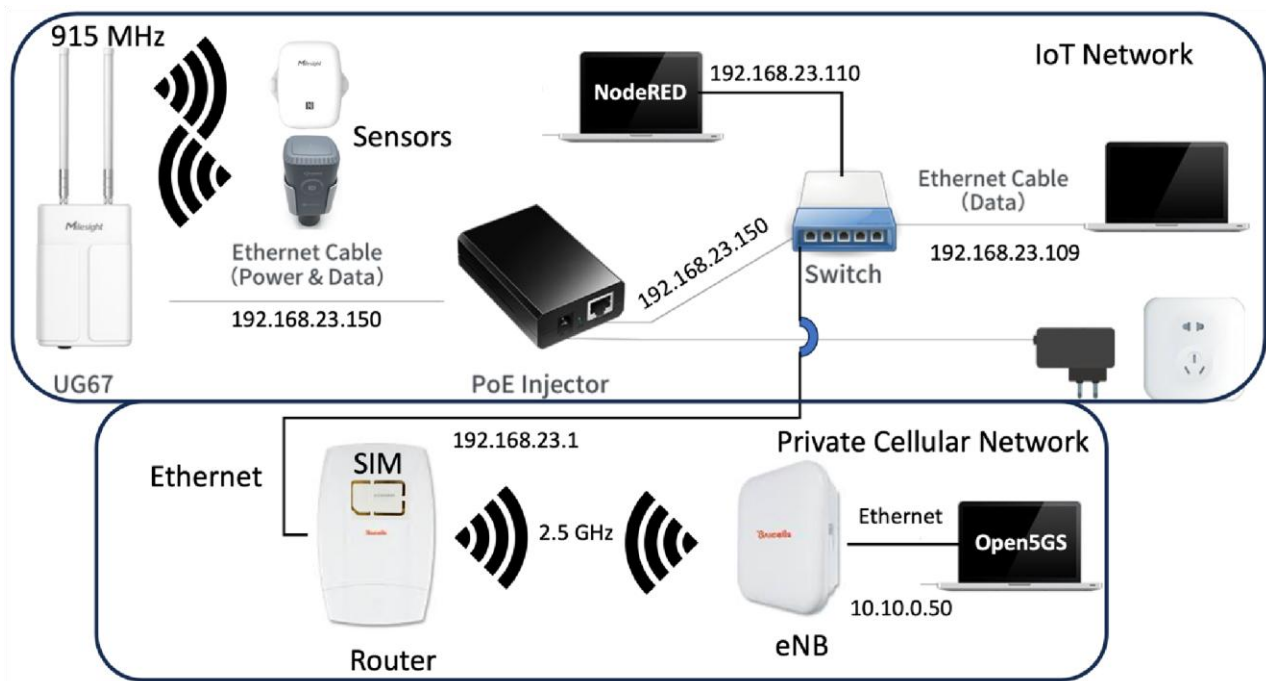 915 MHz
IoT Network
Milesight
Milesight
Sensors
NodeRED
192.168.23.110
Ethernet Cable
(Power & Data)
192.168.23.150
192.168.23.150
Ethernet Cable
(Data)
192.168.23.109
Switch
UG67
PoE Injector
192.168.23.1
Private Cellular Network
Ethernet
SIM
Baicells
2.5 GHz
Baicells
Ethernet
Open5GS
10.10.0.50
eNB
Router